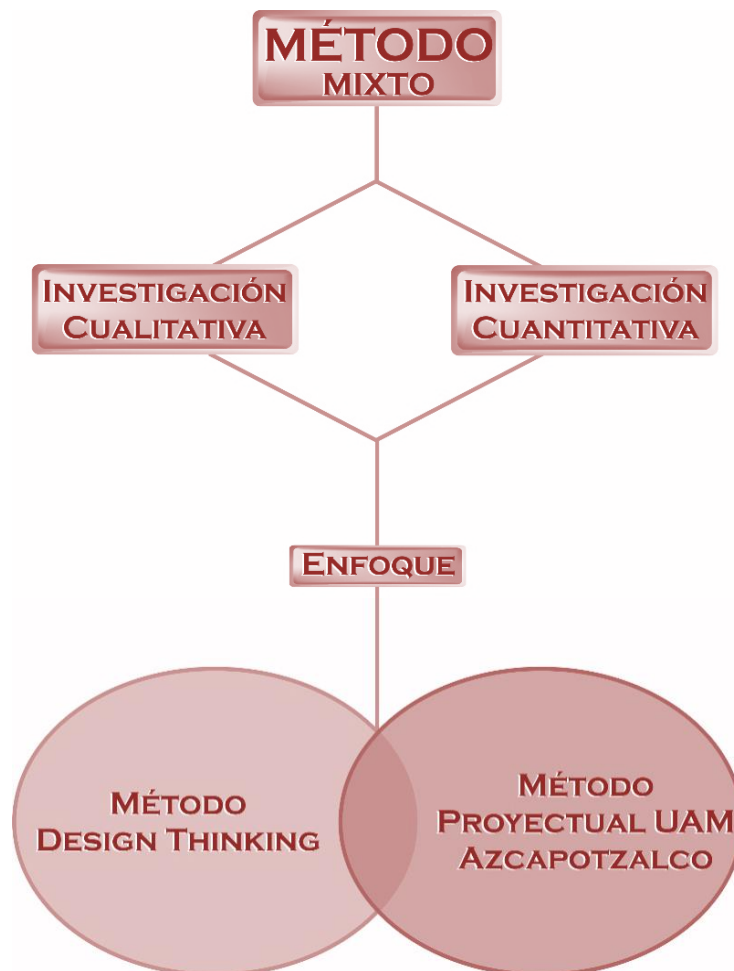 MÉTODO
MIXTO
INVESTIGACIÓN
CUALITATIVA
INVESTIGACIÓN
CUANTITATIVA
ENFOQUE
MÉTODO
DESIGN THINKING
MÉTODO
PROYECTUAL UAM
AZCAPOTZALCO